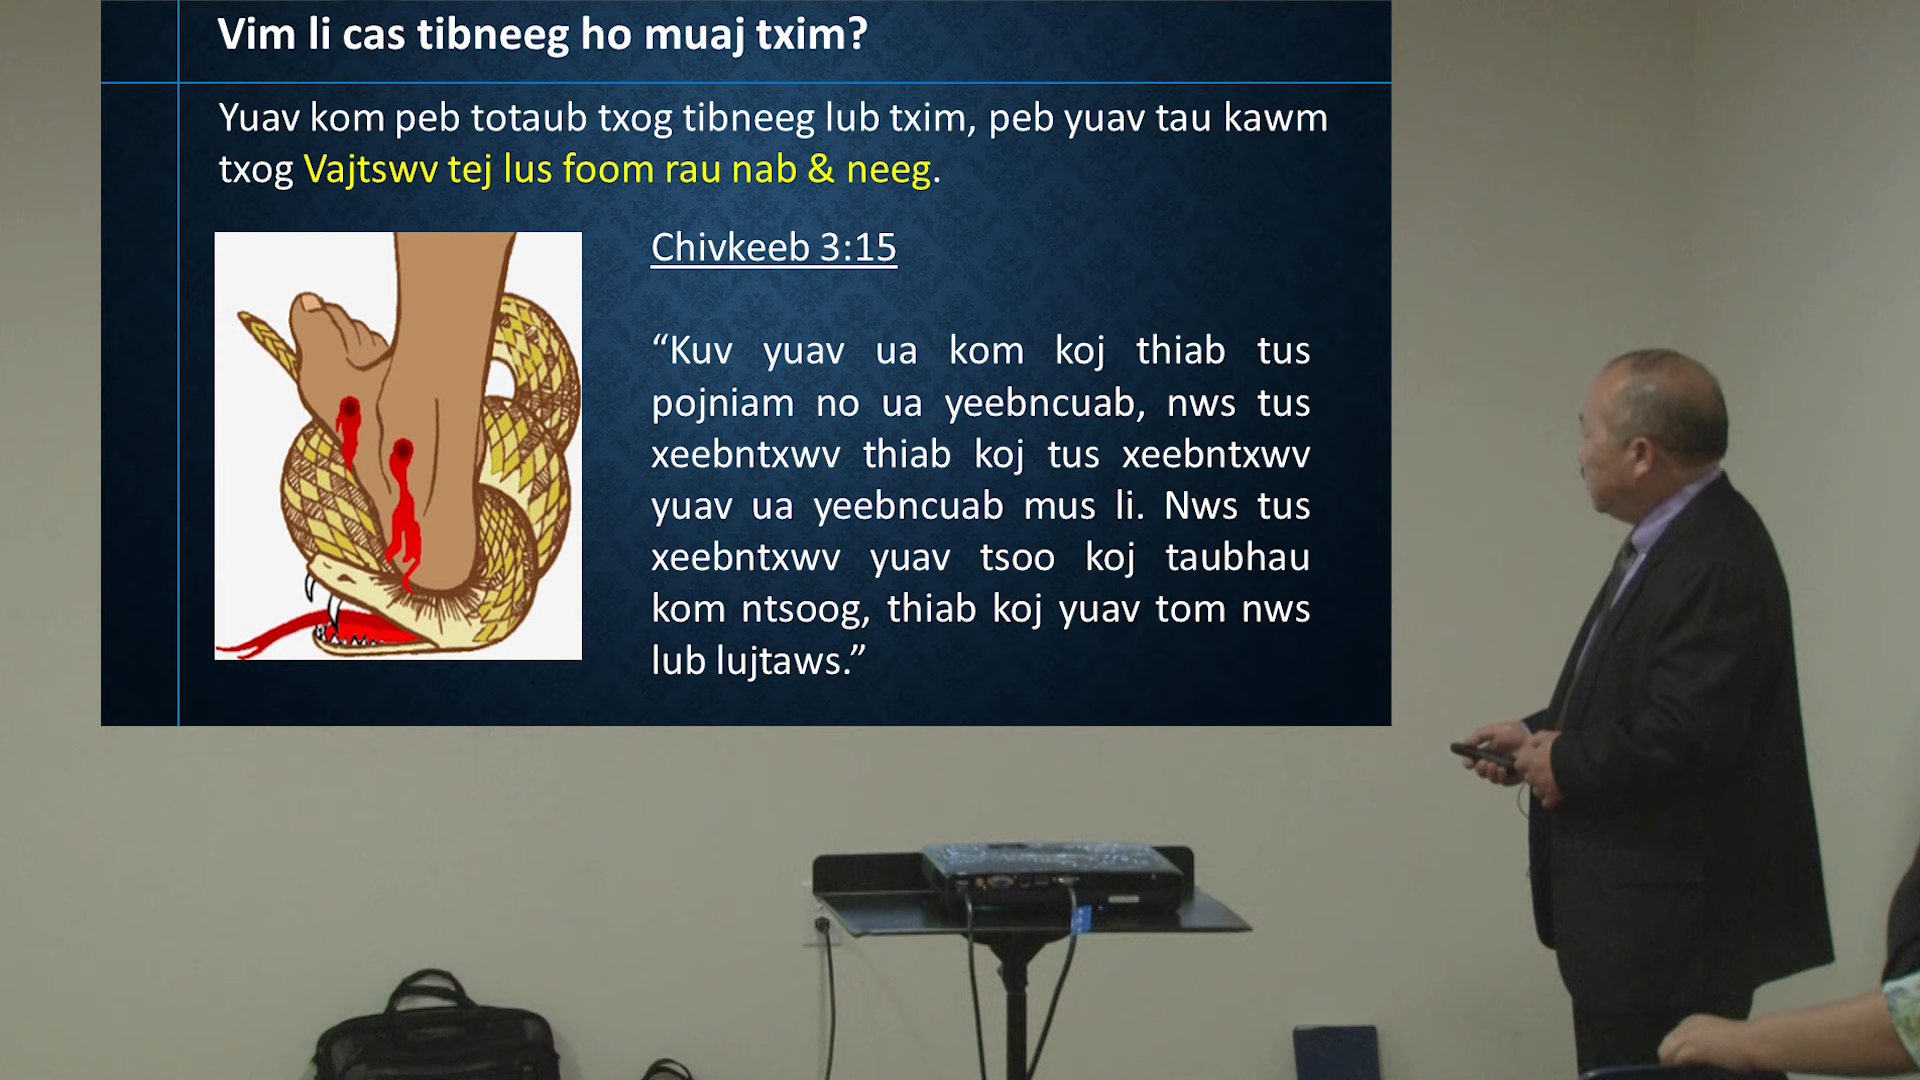 Vim li cas tibneeg ho muaj txim?
Yuav kom peb totaub txog tibneeg lub txim, peb yuav tau kawm
txog Vajtswv tej lus foom rau nab & neeg.
Chivkeeb 3:15
“Kuv yuav ua kom koj thiab tus
pojniam no ua yeebncuab, nws tus
xeebntxwv thiab koj tus xeebntxwv
yuav ua yeebncuab mus li. Nws tus
xeebntxwv yuav tsoo koj taubhau
kom ntsoog, thiab koj yuav tom nws
lub lujtaws.”